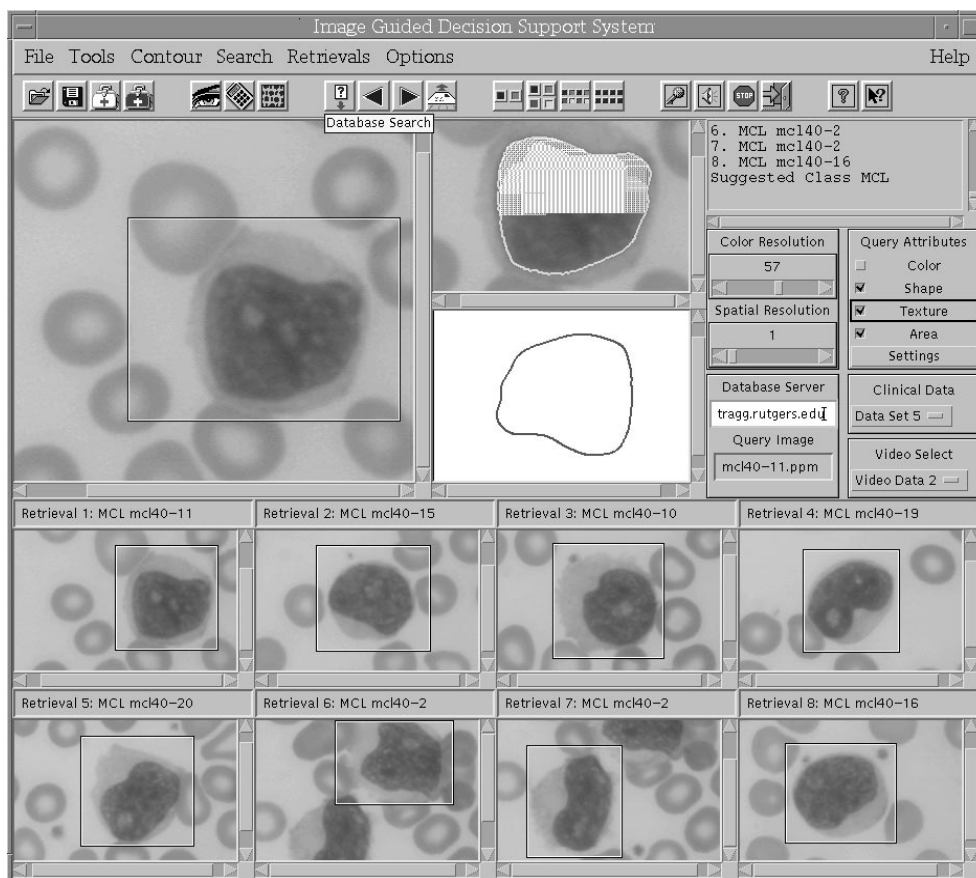 Image Guided Decision Support System
File Tools Contour Search Retrievals Options Help
Database Search
6. MCL mcl40-2
7. MCL mcl40-2
8. MCL mcl40-16
Suggested Class MCL
Color Resolution
57
Spatial Resolution
1
Query Attributes
Color
Shape
Texture
Area
Settings
Database Server
tragg.rutgers.edu
Query Image
mcl40-11.ppm
Clinical Data
Data Set 5
Video Select
Video Data 2
Retrieval 1: MCL mcl40-11
Retrieval 2: MCL mcl40-15
Retrieval 3: MCL mcl40-10
Retrieval 4: MCL mcl40-19
Retrieval 5: MCL mcl40-20
Retrieval 6: MCL mcl40-2
Retrieval 7: MCL mcl40-2
Retrieval 8: MCL mcl40-16
STOP